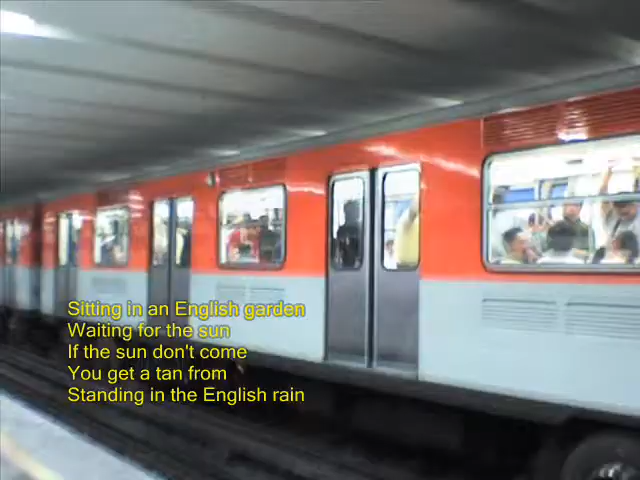 Sitting in an English garden
Waiting for the sun
If the sun don't come
You get a tan from
Standing in the English rain